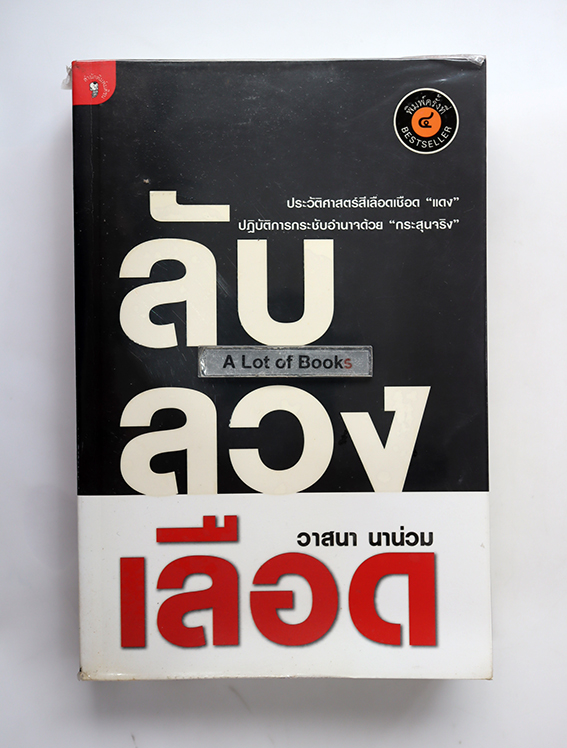 พิมพ์ครั้งที่
๔
BESTSELLER
ประวัติศาสตร์สีเลือดเชือด “แดง”
ปฏิบัติการกระชับอำนาจด้วย “กระสุนจริง”
ลับ
A Lot of Books
ลวง
วาสนา นาน่วม
เลือด